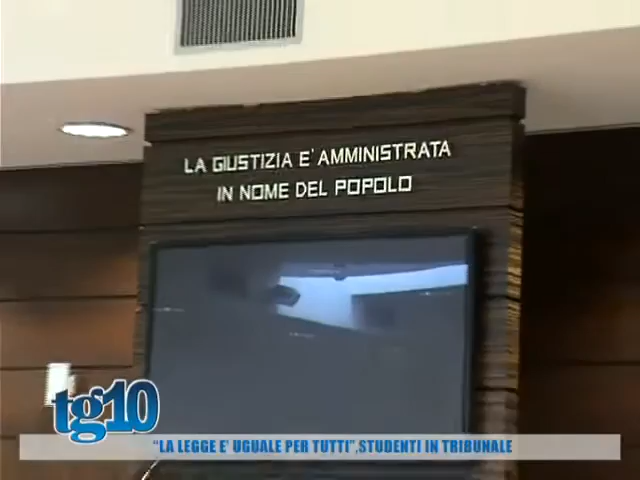 LA GIUSTIZIA E' AMMINISTRATA
IN NOME DEL POPOLO
tg10
"LA LEGGE E' UGUALE PER TUTTI",STUDENTI IN TRIBUNALE